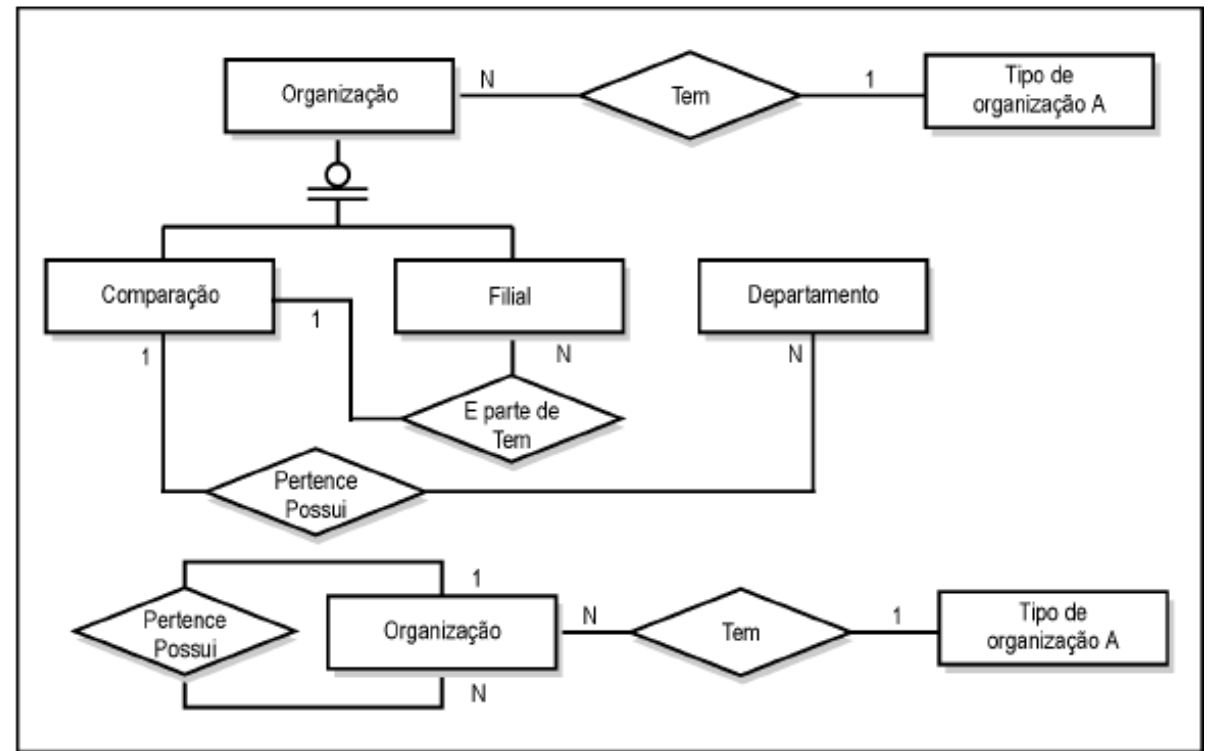 Organização
N
Tem
1
Tipo de
organização A
Comparação
Filial
Departamento
1
1
N
N
E parte de
Tem
Pertence
Possui
1
Pertence
Possui
Organização
N
Tem
1
Tipo de
organização A
N